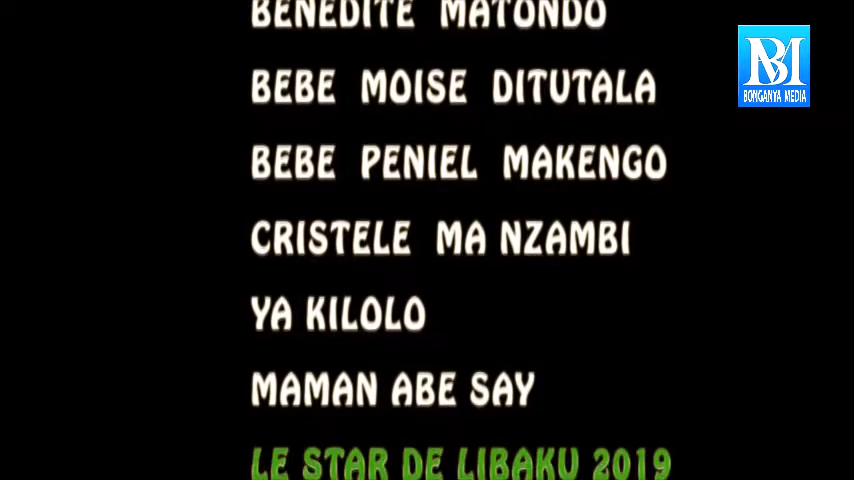 BENEDITE MATONDO
BEBE MOISE DITUTALA
BEBE PENIEL MAKENGO
CRISTELE MA NZAMBI
YA KILOLO
MAMAN ABE SAY
LE STAR DE LIBAKU 2019
BM
BONGANYA MEDIA